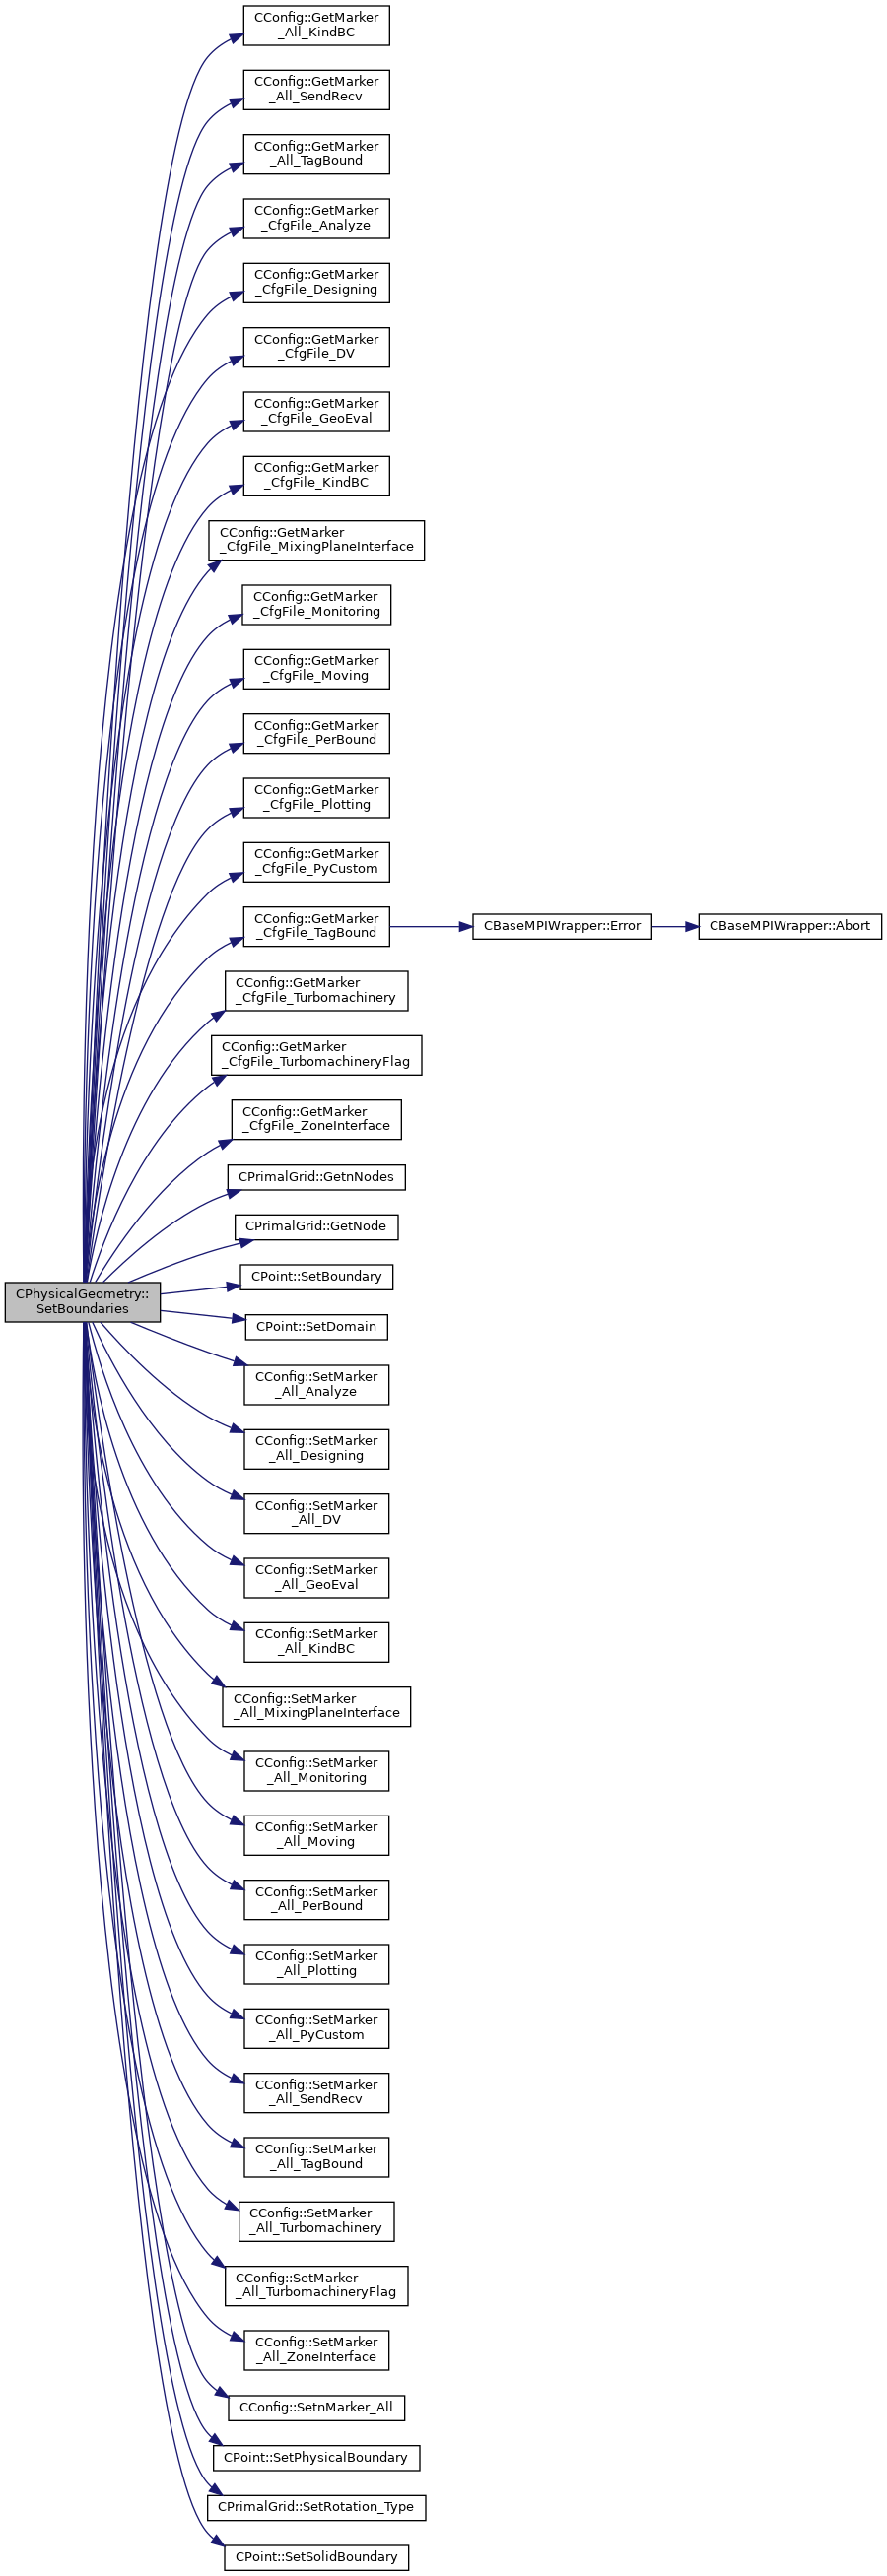 CConfig::GetMarker
_All_KindBC
CConfig::GetMarker
_All_SendRecv
CConfig::GetMarker
_All_TagBound
CConfig::GetMarker
_CfgFile_Analyze
CConfig::GetMarker
_CfgFile_Designing
CConfig::GetMarker
_CfgFile_DV
CConfig::GetMarker
_CfgFile_GeoEval
CConfig::GetMarker
_CfgFile_KindBC
CConfig::GetMarker
_CfgFile_MixingPlaneInterface
CConfig::GetMarker
_CfgFile_Monitoring
CConfig::GetMarker
_CfgFile_Moving
CConfig::GetMarker
_CfgFile_PerBound
CConfig::GetMarker
_CfgFile_Plotting
CConfig::GetMarker
_CfgFile_PyCustom
CConfig::GetMarker
_CfgFile_TagBound
CBaseMPIWrapper::Error
CBaseMPIWrapper::Abort
CConfig::GetMarker
_CfgFile_Turbomachinery
CConfig::GetMarker
_CfgFile_TurbomachineryFlag
CConfig::GetMarker
_CfgFile_ZoneInterface
CPrimalGrid::GetnNodes
CPrimalGrid::GetNode
CPoint::SetBoundary
CPhysicalGeometry::
SetBoundaries
CPoint::SetDomain
CConfig::SetMarker
_All_Analyze
CConfig::SetMarker
_All_Designing
CConfig::SetMarker
_All_DV
CConfig::SetMarker
_All_GeoEval
CConfig::SetMarker
_All_KindBC
CConfig::SetMarker
_All_MixingPlaneInterface
CConfig::SetMarker
_All_Monitoring
CConfig::SetMarker
_All_Moving
CConfig::SetMarker
_All_PerBound
CConfig::SetMarker
_All_Plotting
CConfig::SetMarker
_All_PyCustom
CConfig::SetMarker
_All_SendRecv
CConfig::SetMarker
_All_TagBound
CConfig::SetMarker
_All_Turbomachinery
CConfig::SetMarker
_All_TurbomachineryFlag
CConfig::SetMarker
_All_ZoneInterface
CConfig::SetnMarker_All
CPoint::SetPhysicalBoundary
CPrimalGrid::SetRotation_Type
CPoint::SetSolidBoundary